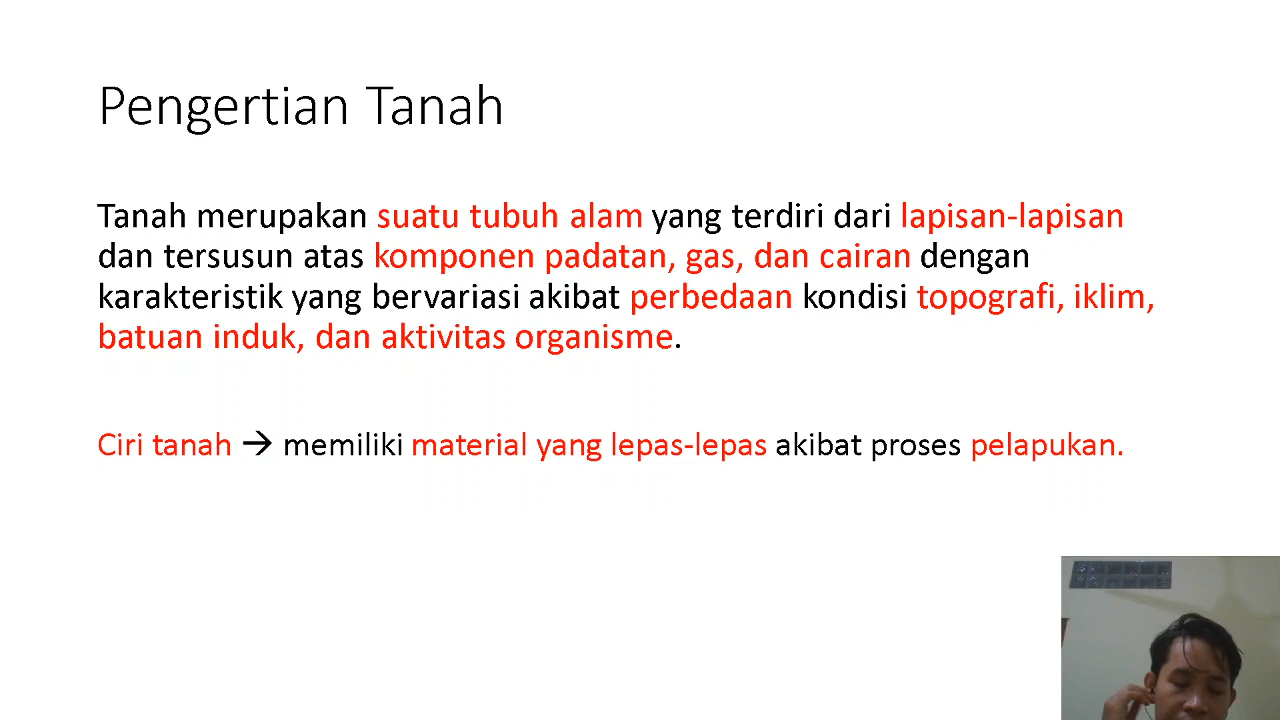 Pengertian Tanah
Tanah merupakan suatu tubuh alam yang terdiri dari lapisan-lapisan
dan tersusun atas komponen padatan, gas, dan cairan dengan
karakteristik yang bervariasi akibat perbedaan kondisi topografi, iklim,
batuan induk, dan aktivitas organisme.
Ciri tanah → memiliki material yang lepas-lepas akibat proses pelapukan.